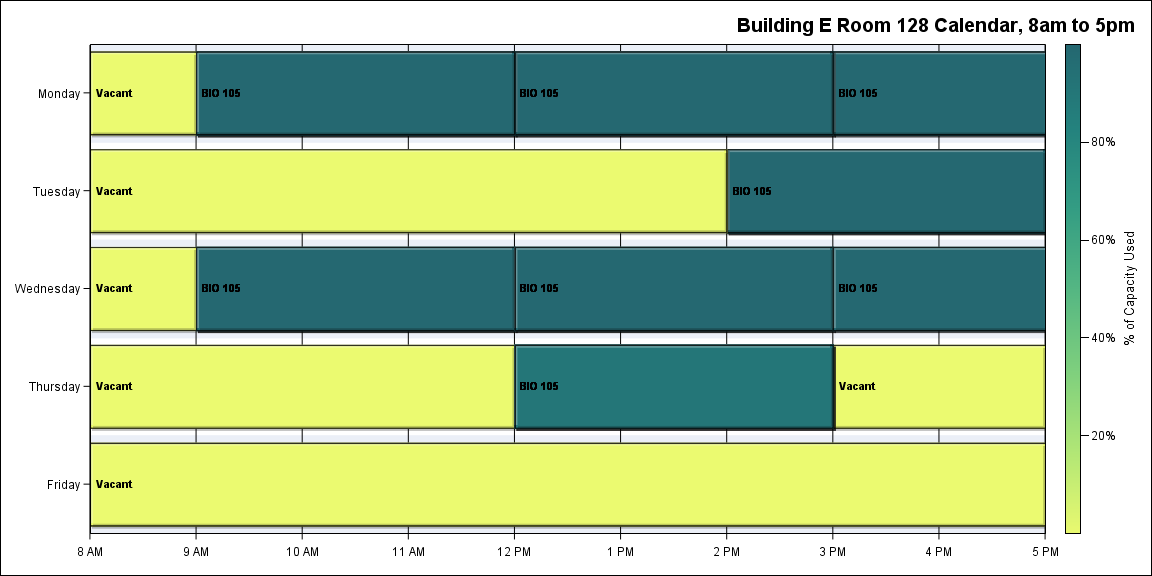 Building E Room 128 Calendar, 8am to 5pm
Monday
Vacant
BIO 105
BIO 105
BIO 105
Tuesday
Vacant
BIO 105
Wednesday
Vacant
BIO 105
BIO 105
BIO 105
Thursday
Vacant
BIO 105
Vacant
Friday
Vacant
8 AM
9 AM
10 AM
11 AM
12 PM
1 PM
2 PM
3 PM
4 PM
5 PM
80%
60%
40%
20%
% of Capacity Used